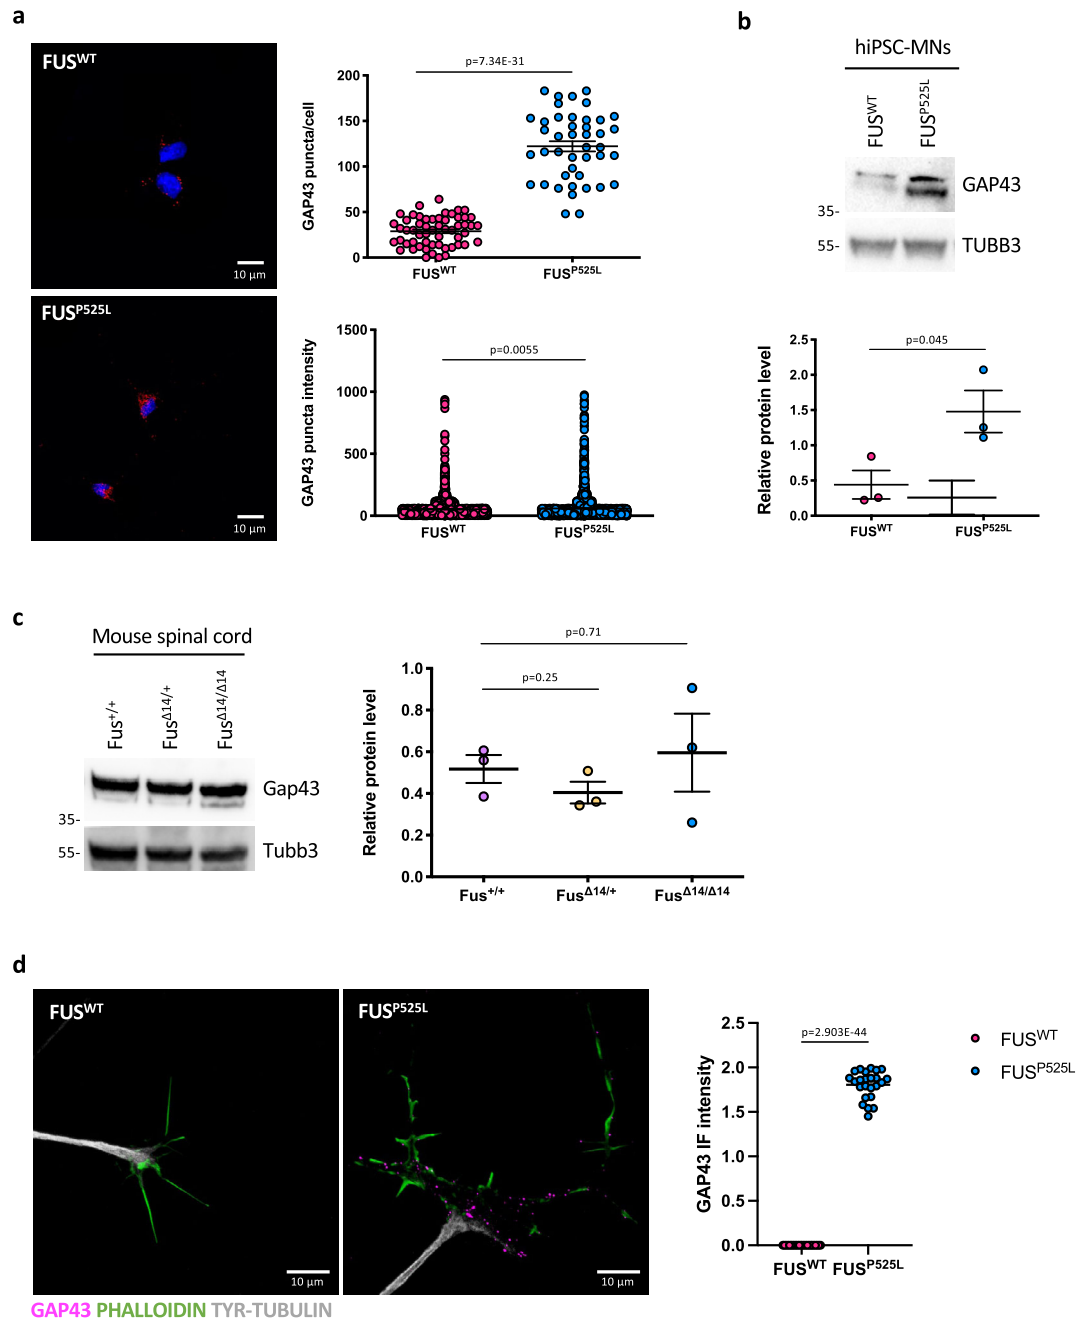 a
FUSWT
10 μm
FUSP525L
10 μm
p=7.34E-31
GAP43 puncta/cell
200
150
100
50
0
FUSWT
FUSP525L
p=0.0055
GAP43 puncta intensity
1500
1000
500
0
FUSWT
FUSP525L
b
hiPSC-MNs
FUSWT
FUSP525L
GAP43
35-
55-
TUBB3
p=0.045
Relative protein level
2.5
2.0
1.5
1.0
0.5
0.0
FUSWT
FUSP525L
c
Mouse spinal cord
Fus+/+
FusΔ14/+
FusΔ14/Δ14
Gap43
35-
55-
Tubb3
p=0.71
p=0.25
Relative protein level
1.0
0.8
0.6
0.4
0.2
0.0
Fus+/+
FusΔ14/+
FusΔ14/Δ14
d
FUSWT
10 μm
FUSP525L
10 μm
GAP43 PHALLOIDIN TYR-TUBULIN
p=2.903E-44
GAP43 IF intensity
2.5
2.0
1.5
1.0
0.5
0.0
FUSWT
FUSP525L
FUSWT
FUSP525L